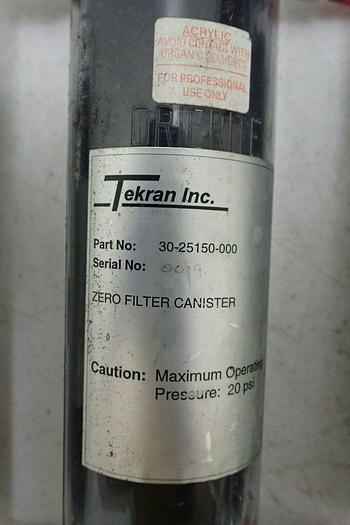 ACRYLIC
AVOID CONTACT WITH
ORGANIC SOLVENTS
FOR PROFESSIONAL
USE ONLY
Tekran Inc.
Part No: 30-25150-000
Serial No: 0019
ZERO FILTER CANISTER
Caution: Maximum Operating
Pressure: 20 psi